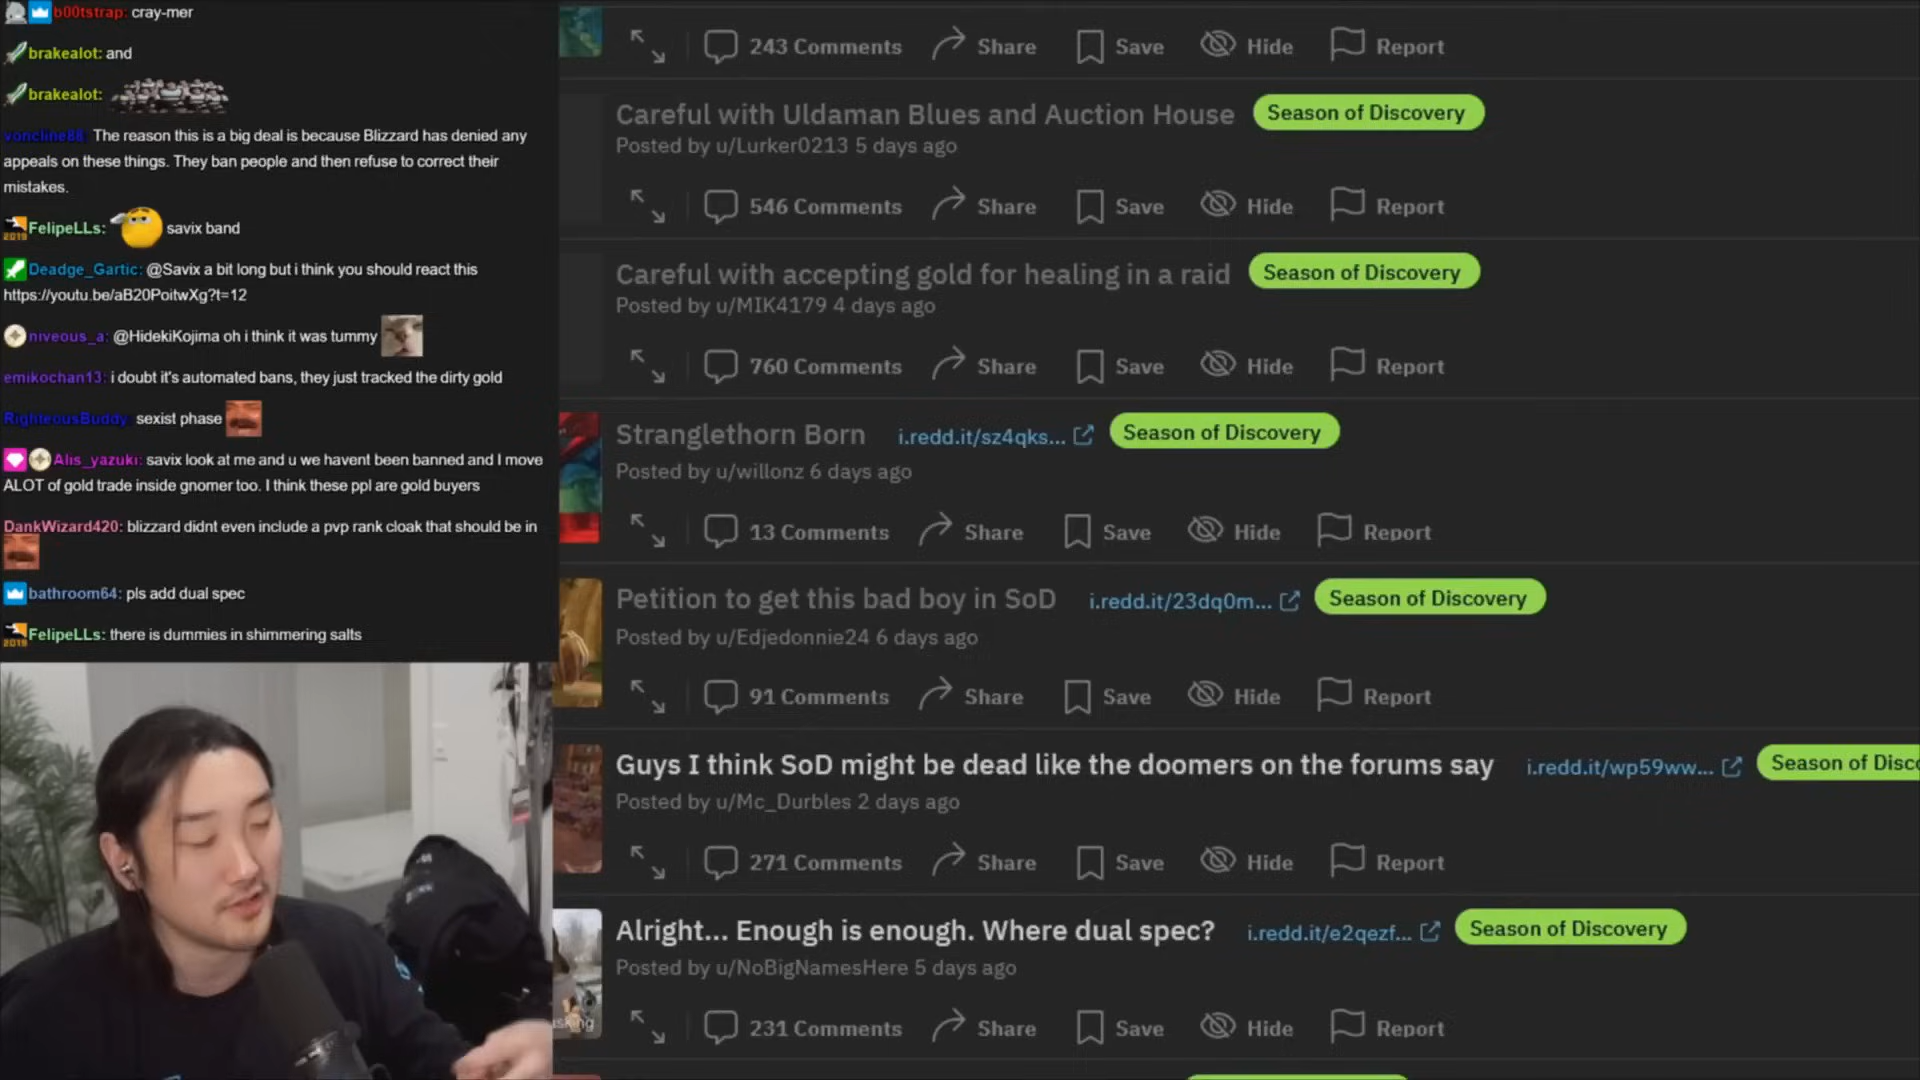 b00tstrap: cray-mer
brakealot: and
brakealot:
voncline88: The reason this is a big deal is because Blizzard has denied any
appeals on these things. They ban people and then refuse to correct their
mistakes.
2019 FelipeLLs: savix band
Deadge_Gartic: @Savix a bit long but i think you should react this
https://youtu.be/aB20PoitwXg?t=12
niveous_a: @HidekiKojima oh i think it was tummy
emikochan13: i doubt it's automated bans, they just tracked the dirty gold
RighteousBuddy: sexist phase
Alis_yazuki: savix look at me and u we havent been banned and I move
ALOT of gold trade inside gnomer too. I think these ppl are gold buyers
DankWizard420: blizzard didnt even include a pvp rank cloak that should be in
bathroom64: pls add dual spec
2019 FelipeLLs: there is dummies in shimmering salts
243 Comments Share Save Hide Report
Careful with Uldaman Blues and Auction House Season of Discovery
Posted by u/Lurker0213 5 days ago
546 Comments Share Save Hide Report
Careful with accepting gold for healing in a raid Season of Discovery
Posted by u/MIK4179 4 days ago
760 Comments Share Save Hide Report
Stranglethorn Born i.redd.it/sz4qks... Season of Discovery
Posted by u/willonz 6 days ago
13 Comments Share Save Hide Report
Petition to get this bad boy in SoD i.redd.it/23dq0m... Season of Discovery
Posted by u/Edjedonnie24 6 days ago
91 Comments Share Save Hide Report
Guys I think SoD might be dead like the doomers on the forums say i.redd.it/wp59ww... Season of Disco
Posted by u/Mc_Durbles 2 days ago
271 Comments Share Save Hide Report
Alright... Enough is enough. Where dual spec? i.redd.it/e2qezf... Season of Discovery
Posted by u/NoBigNamesHere 5 days ago
231 Comments Share Save Hide Report